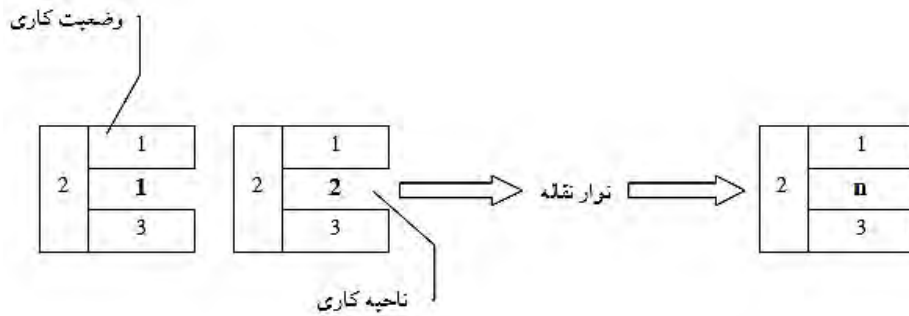 وضعیت کاری
1 1 1
2 1 2 2 نوار نقاله 2 n
3 3 3
ناحیه کاری